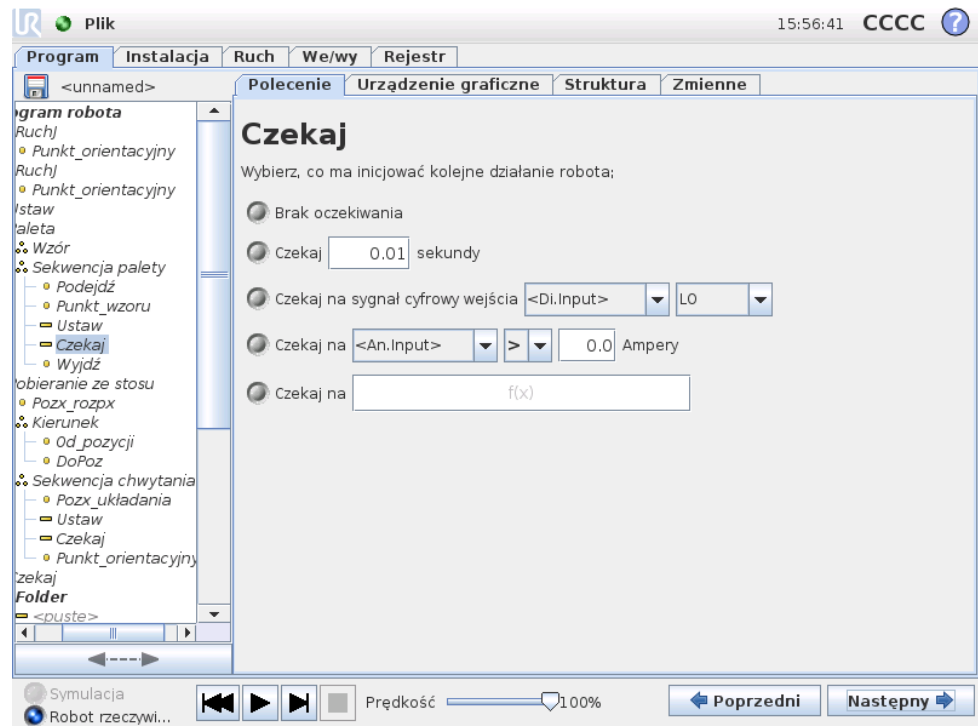 UR Plik 15:56:41 CCCC ?
Program Instalacja Ruch We/wy Rejestr
<unnamed>
Polecenie Urządzenie graficzne Struktura Zmienne
ogram robota
RuchJ
Punkt_orientacyjny
RuchJ
Punkt_orientacyjny
Istaw
Paleta
Wzór
Sekwencja palety
Podejdź
Punkt_wzoru
Ustaw
Czekaj
Wyjdź
obieranie ze stosu
Pozx_rozpx
Kierunek
Od_pozycji
DoPoz
Sekwencja chwytania
Pozx_układania
Ustaw
Czekaj
Punkt_orientacyjny
Czekaj
Folder
<puste>
Czekaj
Wybierz, co ma inicjować kolejne działanie robota;
Brak oczekiwania
Czekaj 0.01 sekundy
Czekaj na sygnał cyfrowy wejścia <Di.Input> LO
Czekaj na <An.Input> > 0.0 Ampery
Czekaj na f(x)
Symulacja
Robot rzeczywi...
Prędkość 100%
Poprzedni Następny